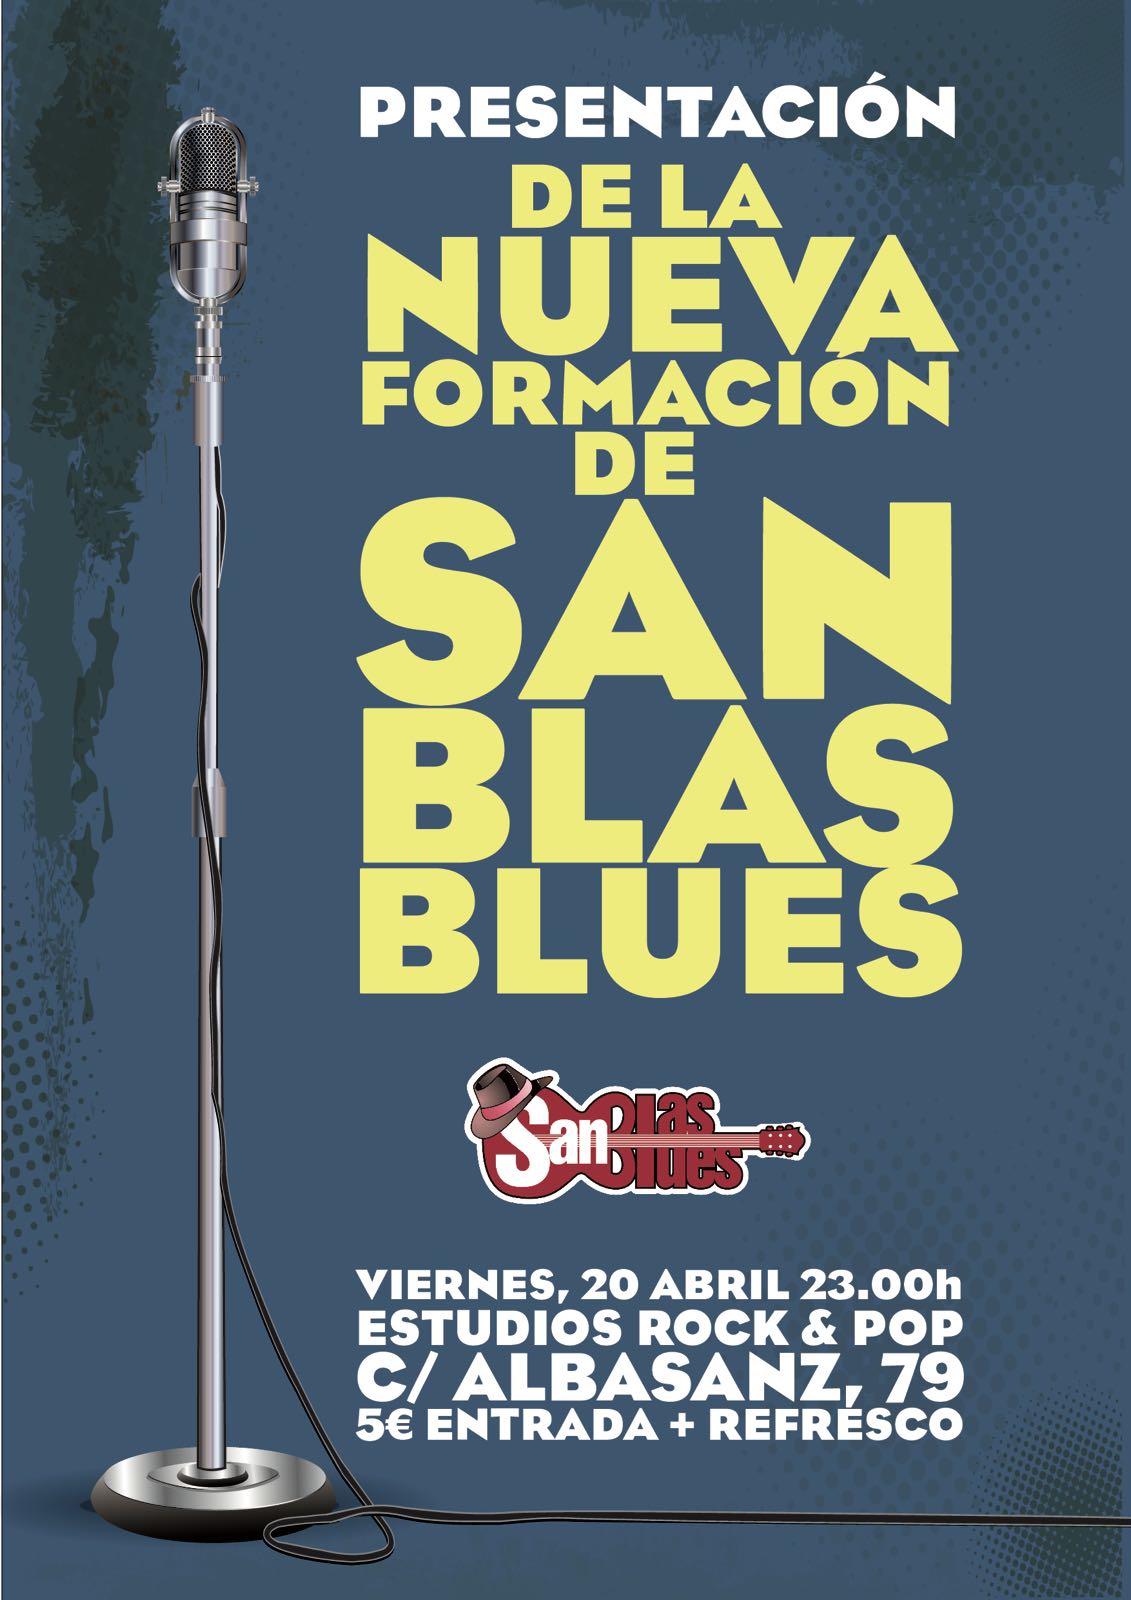 PRESENTACIÓN
DE LA
NUEVA
FORMACIÓN
DE
SAN
BLAS
BLUES
San Blas
Blues
VIERNES, 20 ABRIL 23.00h
ESTUDIOS ROCK & POP
C/ ALBASANZ, 79
5€ ENTRADA + REFRESCO